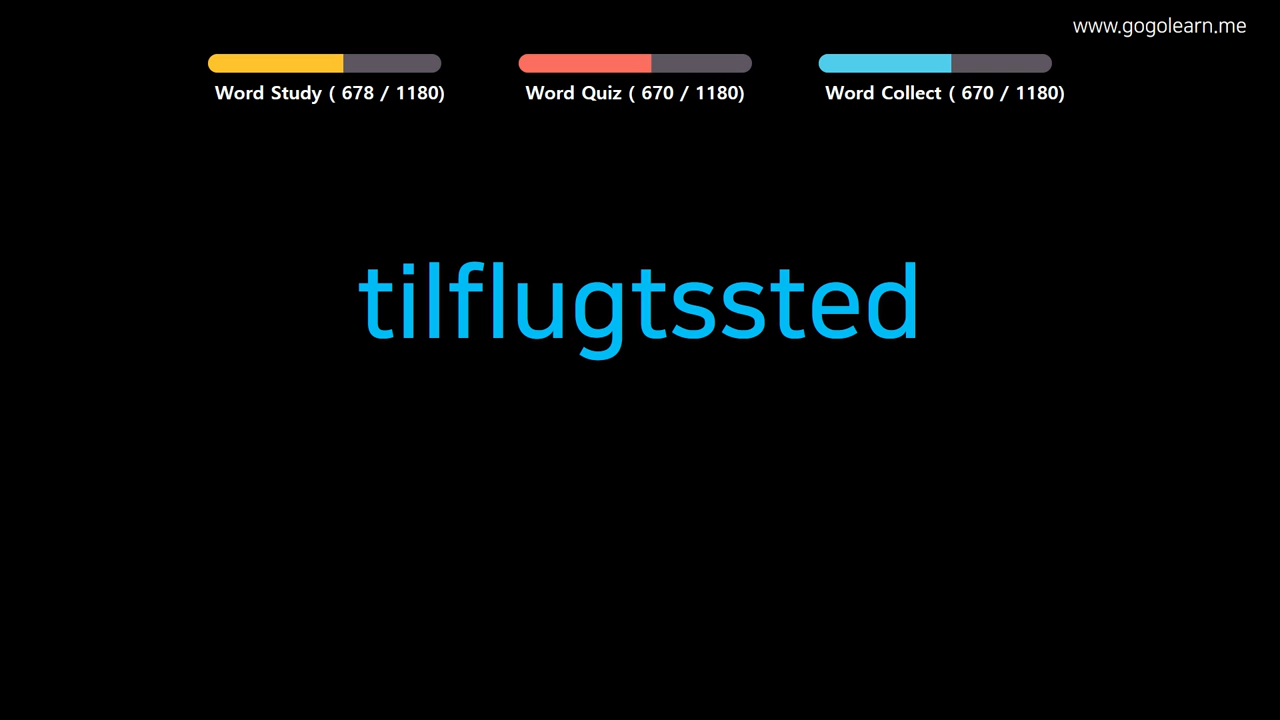 www.gogolearn.me
Word Study ( 678 / 1180)
Word Quiz ( 670 / 1180)
Word Collect ( 670 / 1180)
tilflugtssted